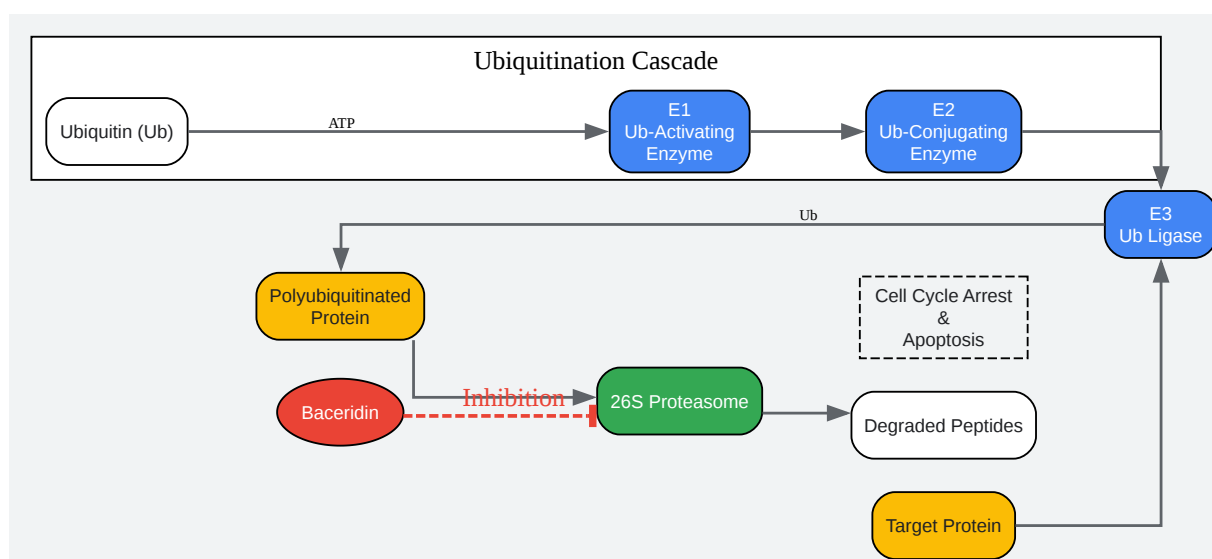 Ubiquitination Cascade
Ubiquitin (Ub)
ATP
E1
Ub-Activating
Enzyme
E2
Ub-Conjugating
Enzyme
E3
Ub Ligase
Ub
Polyubiquitinated
Protein
Cell Cycle Arrest
&
Apoptosis
Baceridin
Inhibition
26S Proteasome
Degraded Peptides
Target Protein